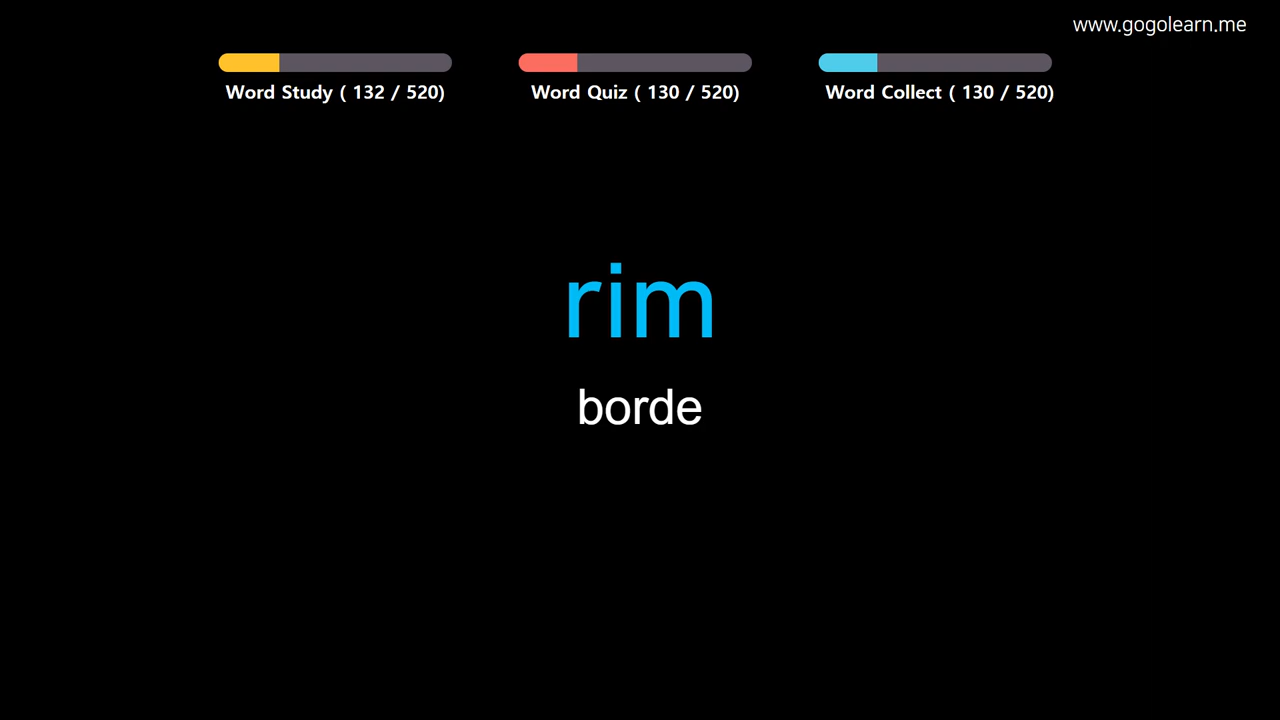 www.gogolearn.me
Word Study ( 132 / 520)
Word Quiz ( 130 / 520)
Word Collect ( 130 / 520)
rim
borde